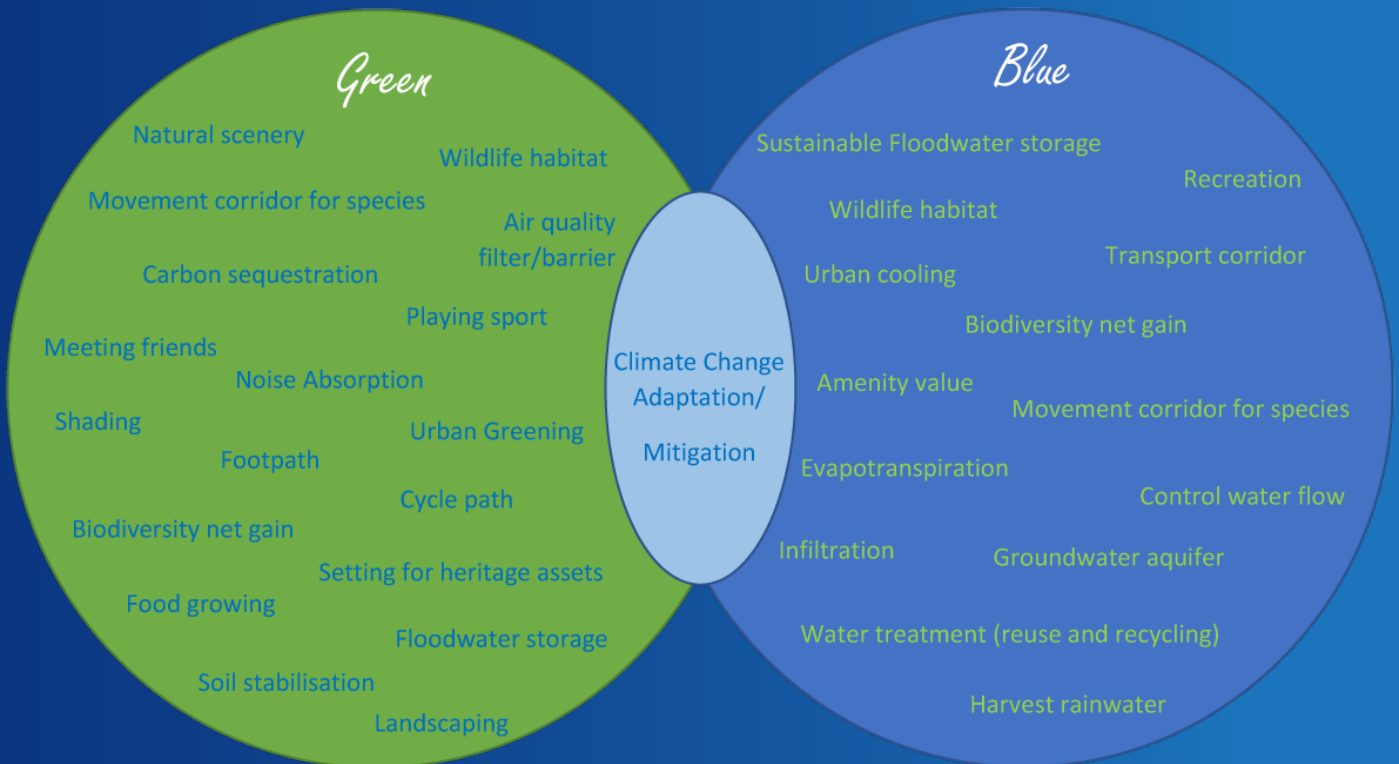 Green
Natural scenery
Wildlife habitat
Movement corridor for species
Air quality
filter/barrier
Carbon sequestration
Playing sport
Meeting friends
Noise Absorption
Shading
Urban Greening
Footpath
Cycle path
Biodiversity net gain
Setting for heritage assets
Food growing
Floodwater storage
Soil stabilisation
Landscaping
Climate Change
Adaptation/
Mitigation
Blue
Sustainable Floodwater storage
Recreation
Wildlife habitat
Transport corridor
Urban cooling
Biodiversity net gain
Amenity value
Movement corridor for species
Evapotranspiration
Control water flow
Infiltration
Groundwater aquifer
Water treatment (reuse and recycling)
Harvest rainwater